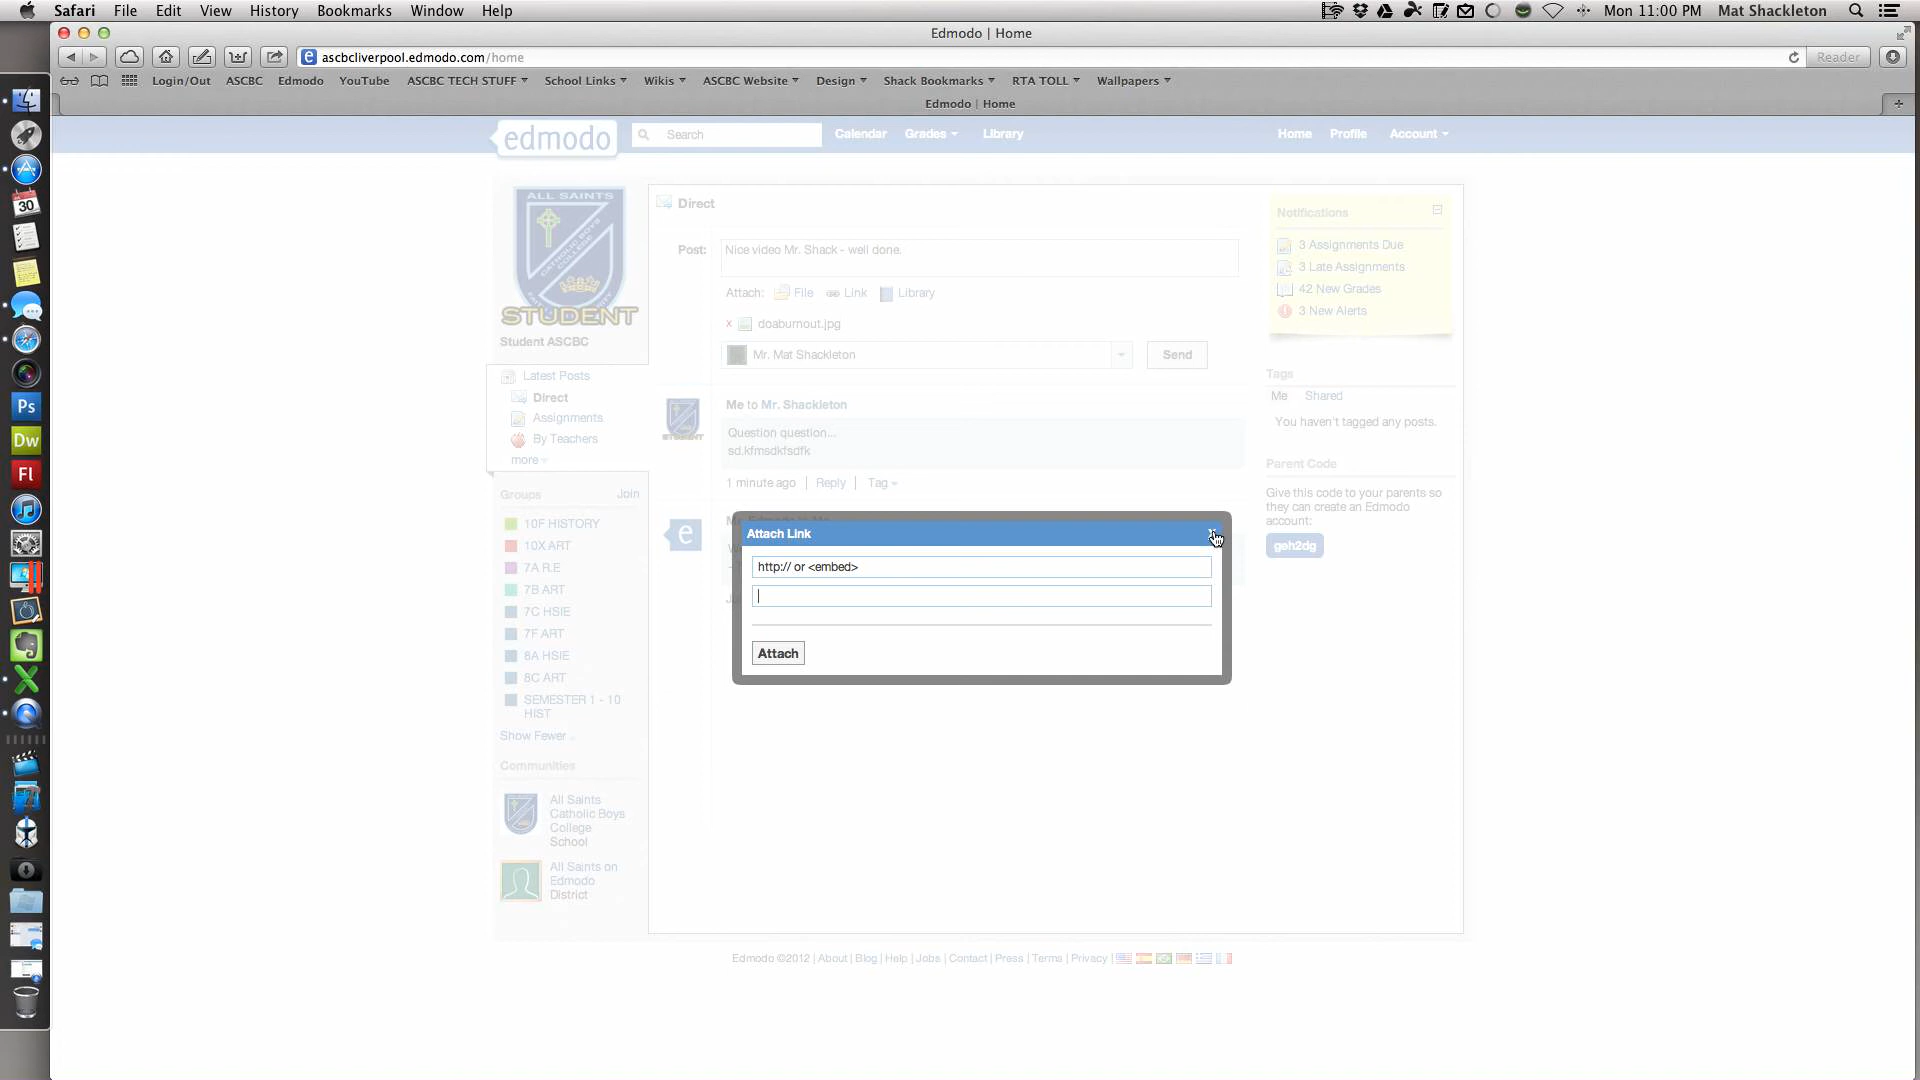 Safari File Edit View History Bookmarks Window Help Mon 11:00 PM Mat Shackleton
Edmodo | Home
ascbcliverpool.edmodo.com/home Reader
Login/Out ASCBC Edmodo YouTube ASCBC TECH STUFF School Links Wikis ASCBC Website Design Shack Bookmarks RTA TOLL Wallpapers
Edmodo | Home
edmodo Search Calendar Grades Library Home Profile Account
30
Ps
Dw
Fl
ALL SAINTS
CATHOLIC BOYS
COLLEGE
STUDENT
Student ASCBC
Latest Posts
Direct
Assignments
By Teachers
more
Groups Join
10F HISTORY
10X ART
7A R.E
7B ART
7C HSIE
7F ART
8A HSIE
8C ART
SEMESTER 1 - 10
HIST
Show Fewer
Communities
All Saints
Catholic Boys
College
School
All Saints on
Edmodo
District
Direct
Post: Nice video Mr. Shack - well done.
Attach: File Link Library
x doaburnout.jpg
Mr. Mat Shackleton Send
Me to Mr. Shackleton
Question question...
sd.kfmsdkfsdfk
1 minute ago | Reply | Tag
STUDENT
e
Attach Link
http:// or <embed>
Attach
Notifications
3 Assignments Due
3 Late Assignments
42 New Grades
3 New Alerts
Tags
Me Shared
You haven't tagged any posts.
Parent Code
Give this code to your parents so
they can create an Edmodo
account:
geh2dg
Edmodo ©2012 | About | Blog | Help | Jobs | Contact | Press | Terms | Privacy |